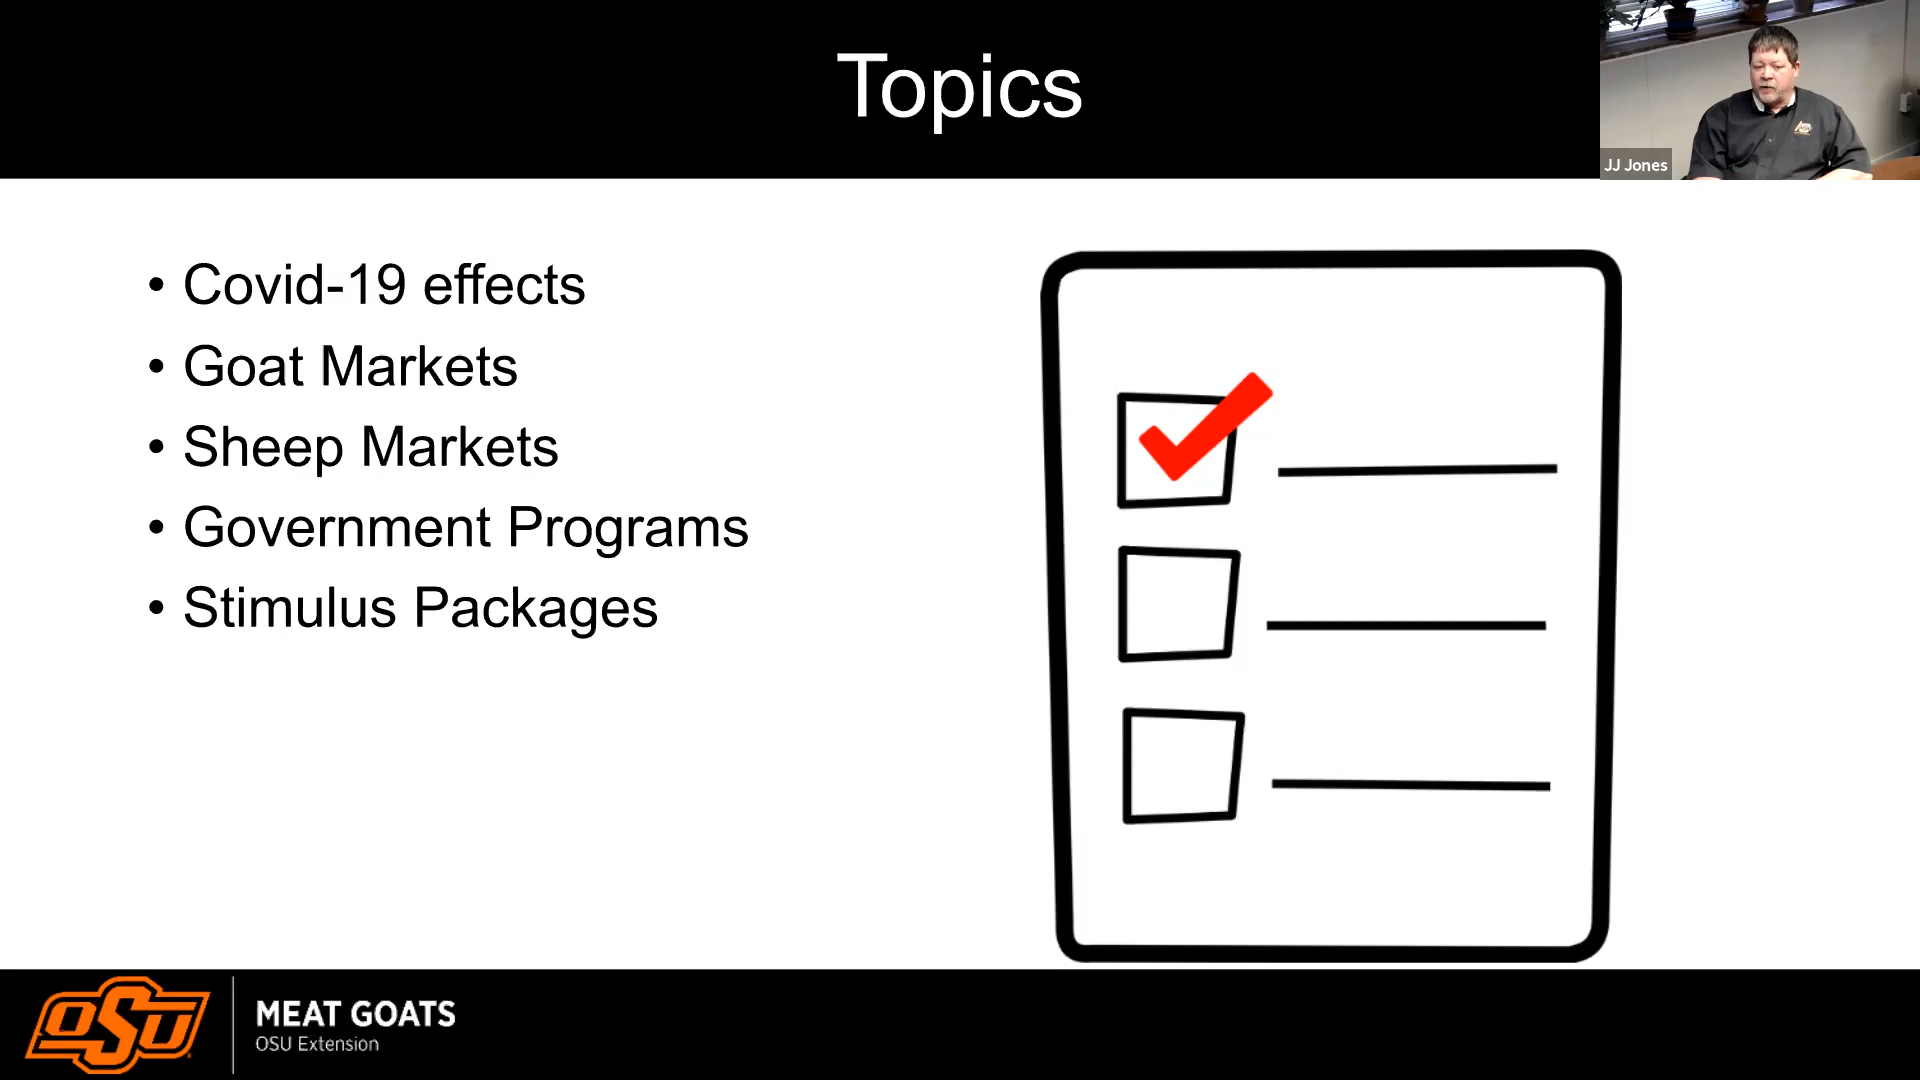 Topics
JJ Jones
• Covid-19 effects
• Goat Markets
• Sheep Markets
• Government Programs
• Stimulus Packages
OSU
MEAT GOATS
OSU Extension